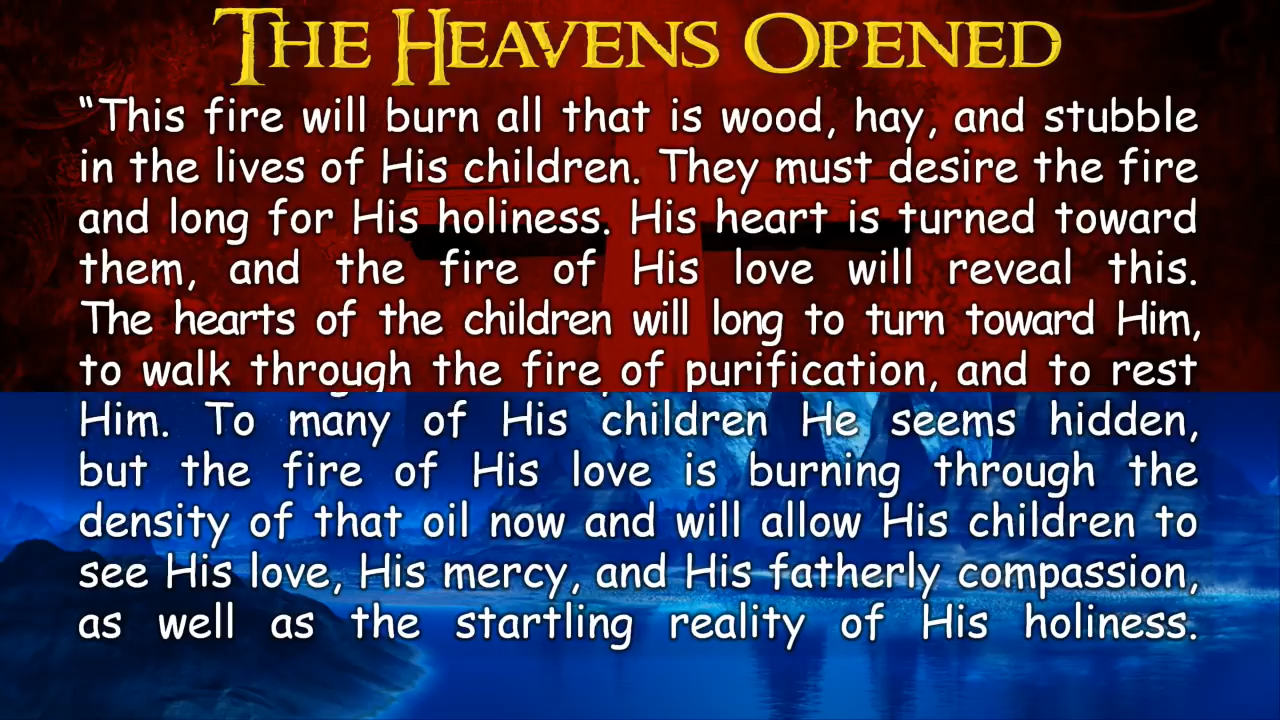 THE HEAVENS OPENED
“This fire will burn all that is wood, hay, and stubble
in the lives of His children. They must desire the fire
and long for His holiness. His heart is turned toward
them, and the fire of His love will reveal this.
The hearts of the children will long to turn toward Him,
to walk through the fire of purification, and to rest
Him. To many of His children He seems hidden,
but the fire of His love is burning through the
density of that oil now and will allow His children to
see His love, His mercy, and His fatherly compassion,
as well as the startling reality of His holiness.